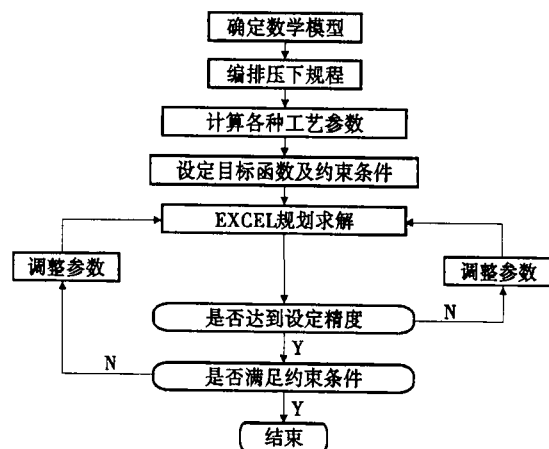 确定数学模型
编排压下规程
计算各种工艺参数
设定目标函数及约束条件
EXCEL规划求解
调整参数
调整参数
是否达到设定精度
N
Y
N
是否满足约束条件
Y
结束